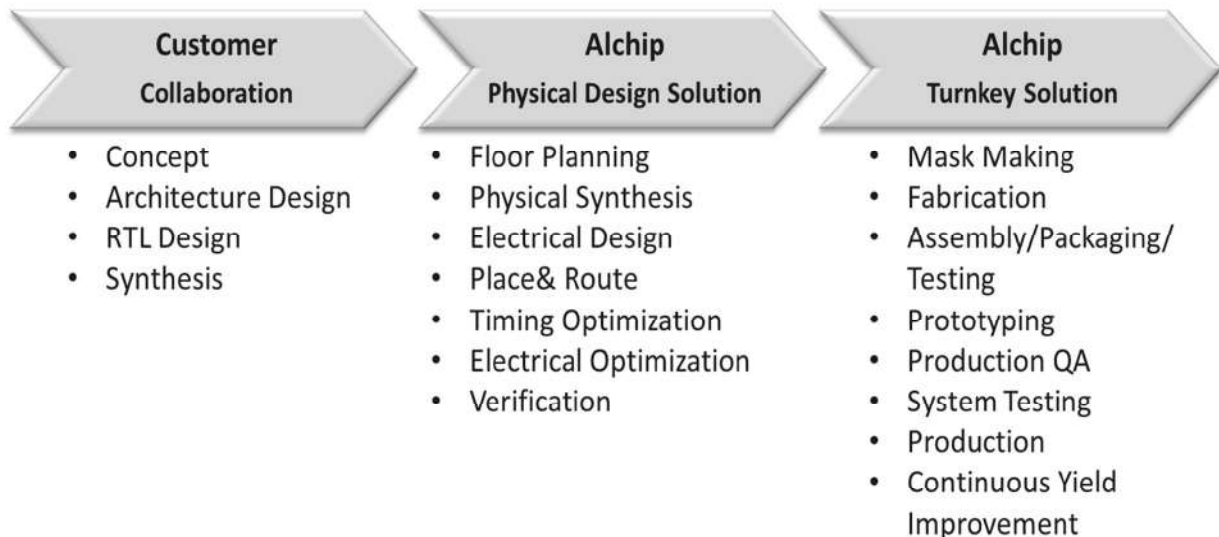 Customer
Collaboration
• Concept
• Architecture Design
• RTL Design
• Synthesis
Alchip
Physical Design Solution
• Floor Planning
• Physical Synthesis
• Electrical Design
• Place& Route
• Timing Optimization
• Electrical Optimization
• Verification
Alchip
Turnkey Solution
• Mask Making
• Fabrication
• Assembly/Packaging/
Testing
• Prototyping
• Production QA
• System Testing
• Production
• Continuous Yield
Improvement